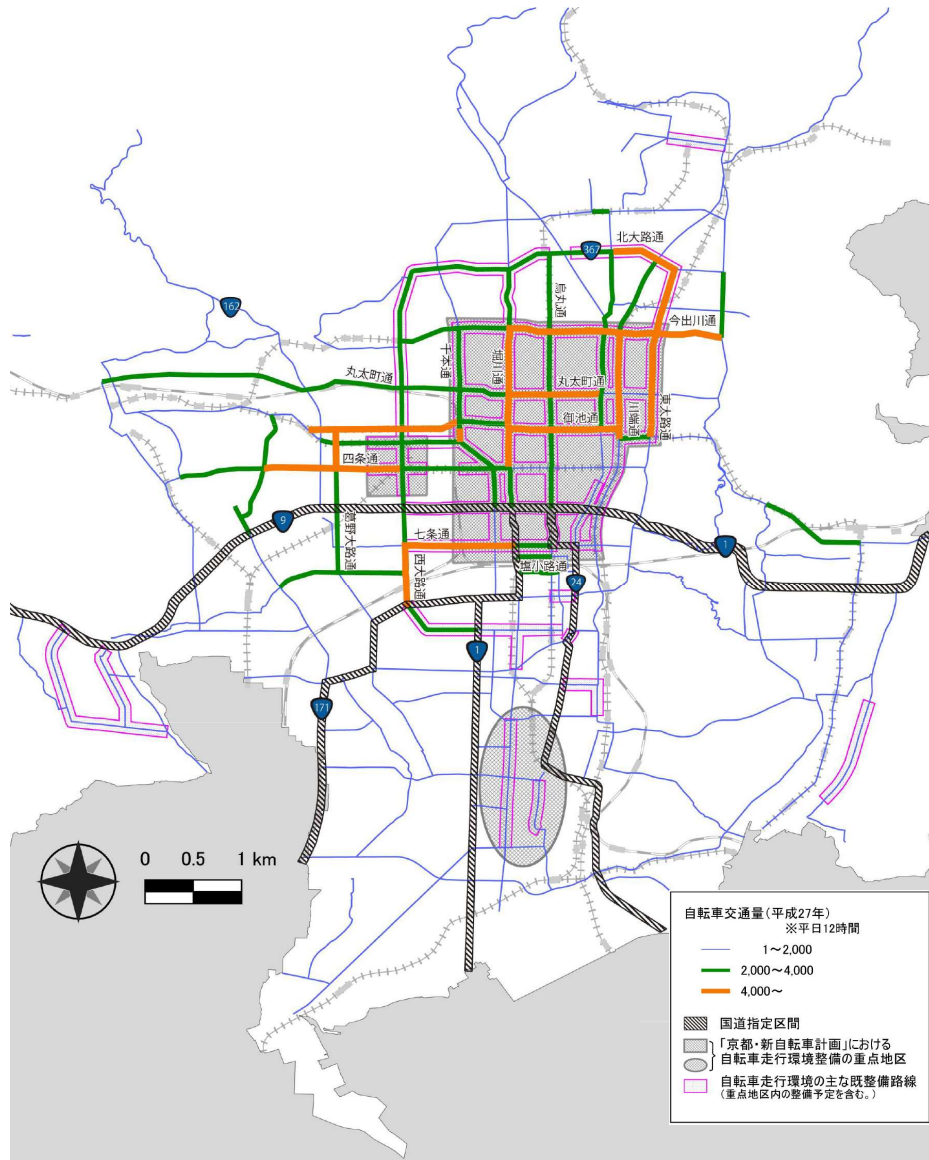 北大路通
367
烏丸通
162
今出川通
千本通
堀川通
丸太町通
丸太町通
東大路通
川端通
御池通
四条通
9
葛野大路通
七条通
1
西大路通
塩小路通
24
1
171
0 0.5 1 km
自転車交通量(平成27年)
※平日12時間
1~2,000
2,000~4,000
4,000~
国道指定区間
「京都・新自転車計画」における
自転車走行環境整備の重点地区
自転車走行環境の主な既整備路線
(重点地区内の整備予定を含む。)